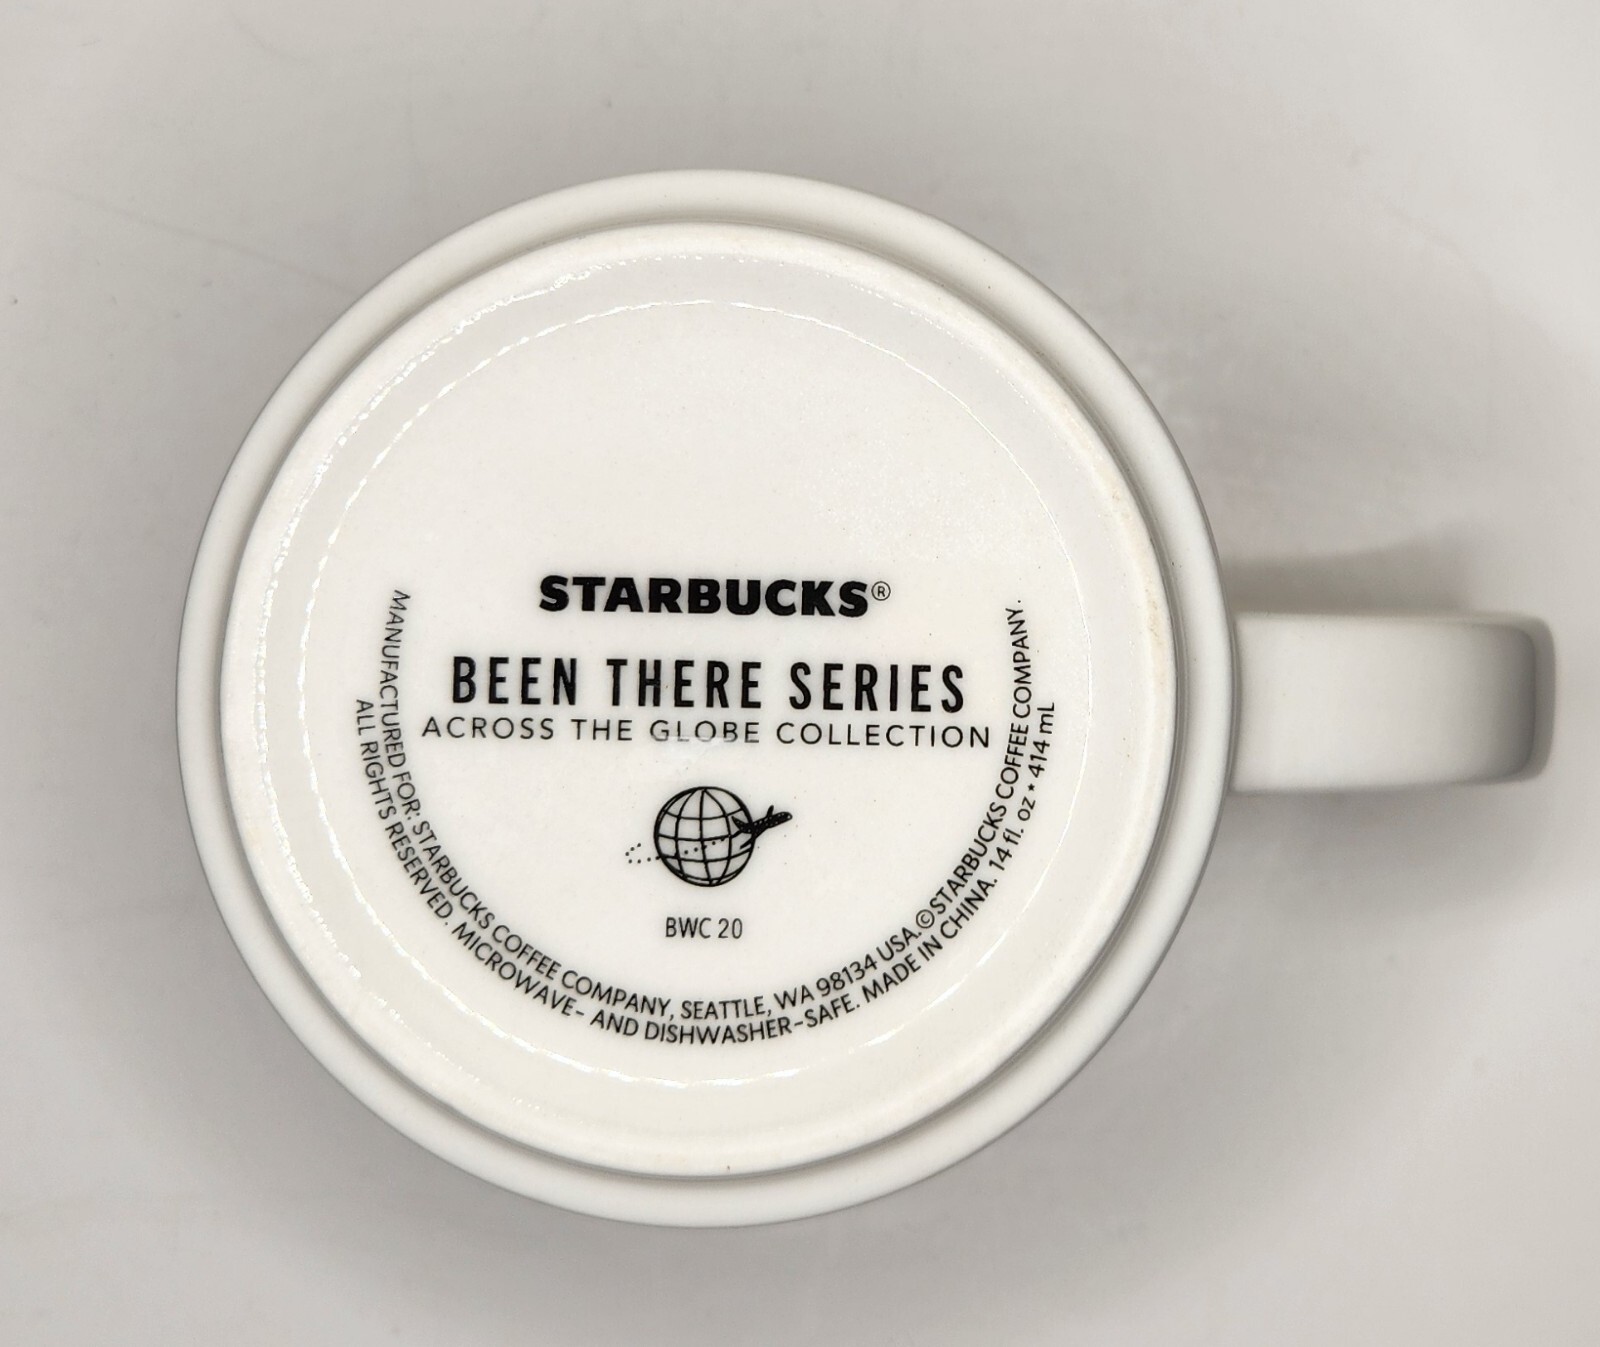 STARBUCKS®
BEEN THERE SERIES
ACROSS THE GLOBE COLLECTION
BWC 20
MANUFACTURED FOR: STARBUCKS COFFEE COMPANY, SEATTLE, WA 98134 USA.©STARBUCKS COFFEE COMPANY.
ALL RIGHTS RESERVED. MICROWAVE- AND DISHWASHER-SAFE. MADE IN CHINA. 14 fl. oz • 414 mL